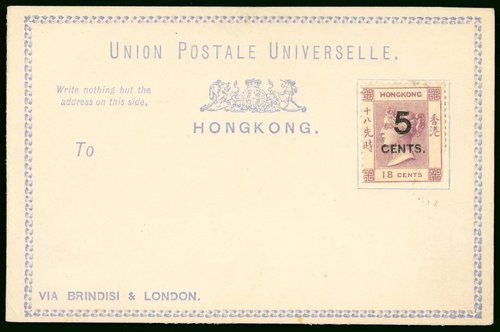 UNION POSTALE UNIVERSELLE.
Write nothing but the
address on this side.
HONGKONG.
To
HONGKONG
十八先時
香港
5
CENTS.
18 CENTS
VIA BRINDISI & LONDON.